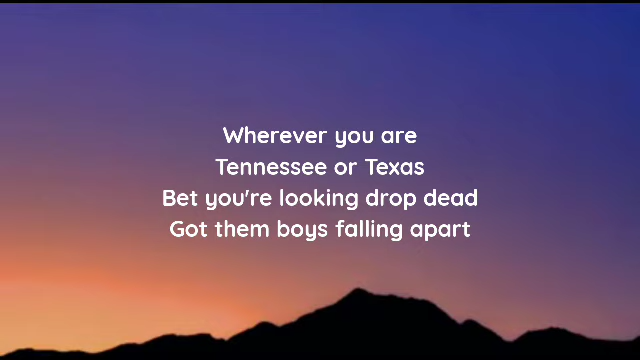 Wherever you are
Tennessee or Texas
Bet you're looking drop dead
Got them boys falling apart